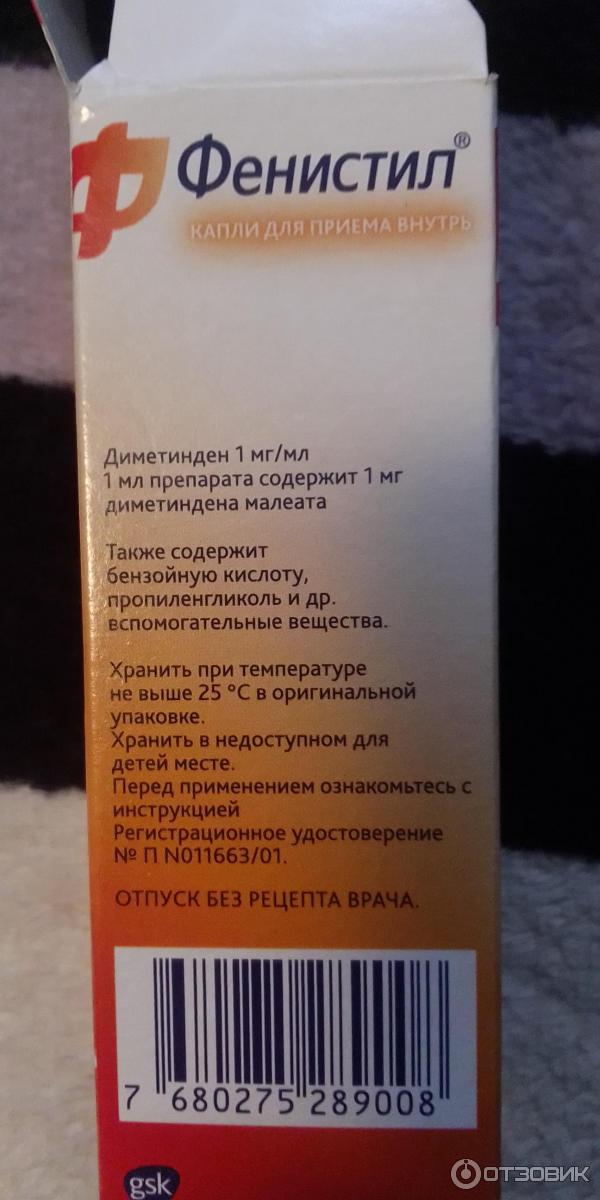 Фенистил®
КАПЛИ ДЛЯ ПРИЕМА ВНУТРЬ
Диметинден 1 мг/мл
1 мл препарата содержит 1 мг
диметиндена малеата
Также содержит
бензойную кислоту,
пропиленгликоль и др.
вспомогательные вещества.
Хранить при температуре
не выше 25 °C в оригинальной
упаковке.
Хранить в недоступном для
детей месте.
Перед применением ознакомьтесь с
инструкцией
Регистрационное удостоверение
№ П N011663/01.
ОТПУСК БЕЗ РЕЦЕПТА ВРАЧА.
7 680275 289008
gsk
ОТЗОВИК